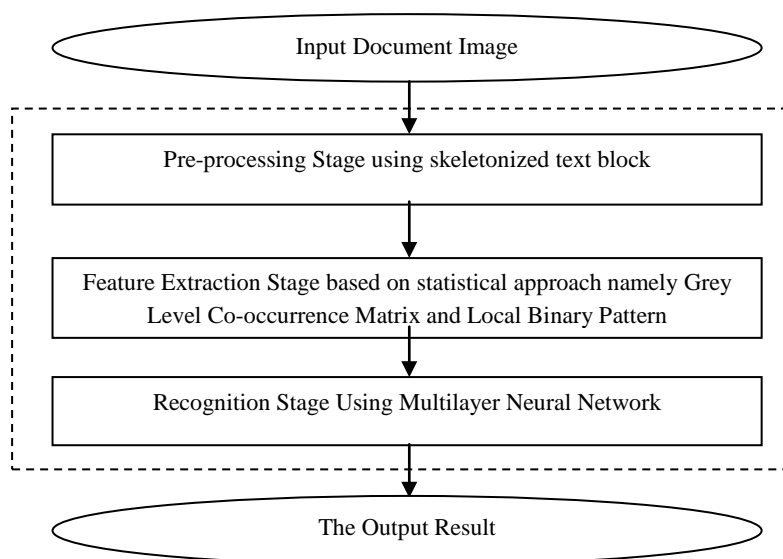 Input Document Image
Pre-processing Stage using skeletonized text block
Feature Extraction Stage based on statistical approach namely Grey
Level Co-occurrence Matrix and Local Binary Pattern
Recognition Stage Using Multilayer Neural Network
The Output Result